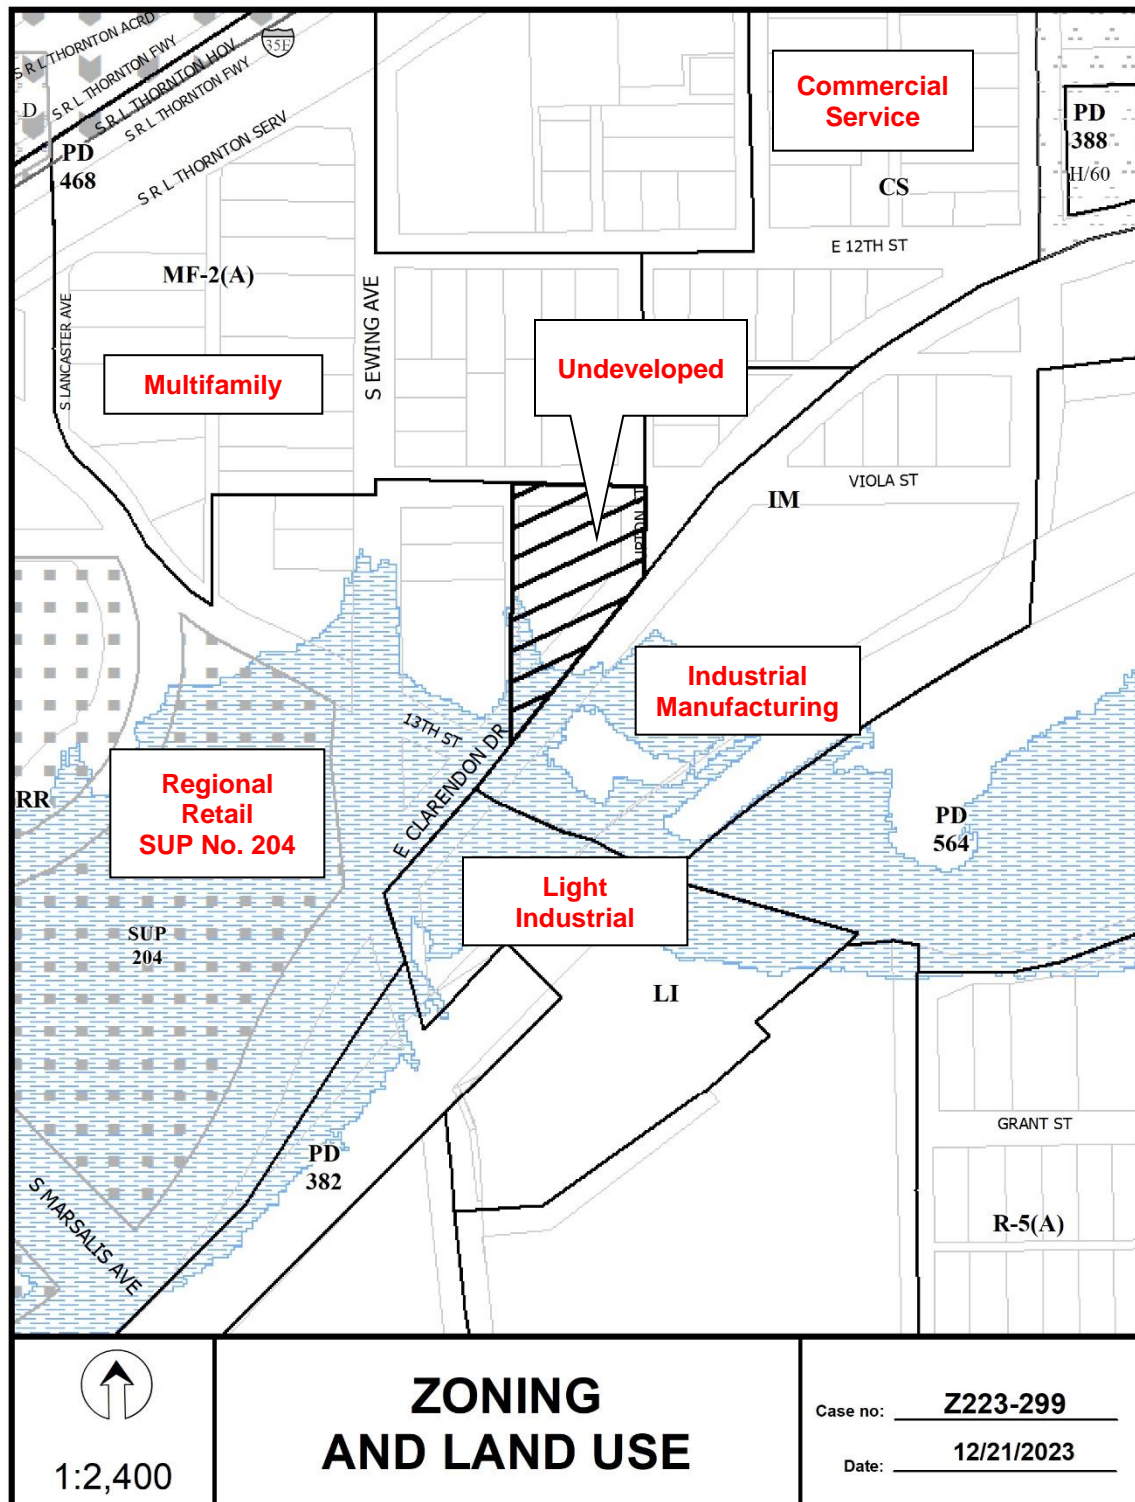 S R L THORNTON ACRD
S R L THORNTON FWY
S R L THORNTON HOV
S R L THORNTON FWY
S R L THORNTON SERV
35E
D
PD
468
Commercial
Service
CS
PD
388
H/60
E 12TH ST
MF-2(A)
S LANCASTER AVE
S EWING AVE
Multifamily
Undeveloped
VIOLA ST
IM
Industrial
Manufacturing
13TH ST
E CLARENDON DR
RR
Regional
Retail
SUP No. 204
SUP
204
PD
564
Light
Industrial
LI
PD
382
S MARSALIS AVE
GRANT ST
R-5(A)
1:2,400
ZONING
AND LAND USE
Case no: Z223-299
Date: 12/21/2023